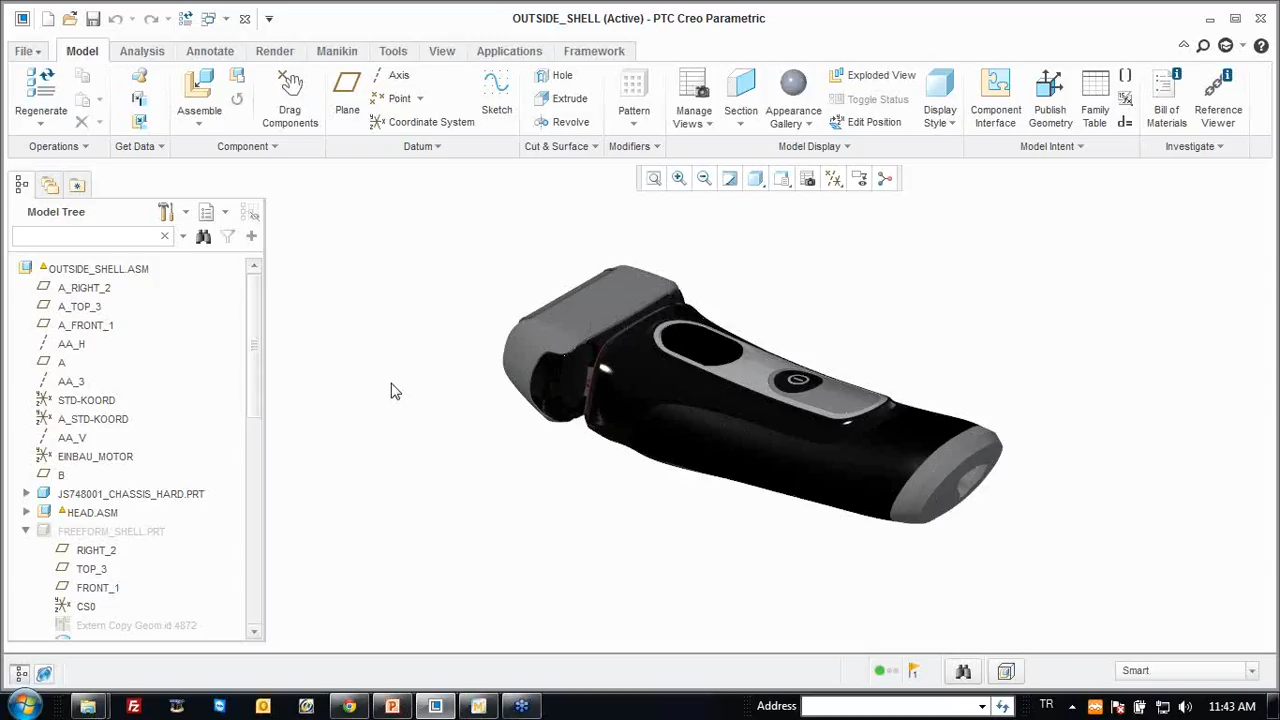 OUTSIDE_SHELL (Active) - PTC Creo Parametric
File Model Analysis Annotate Render Manikin Tools View Applications Framework
Regenerate
Operations
Get Data
Assemble
Drag Components
Component
Plane
Axis
Point
Coordinate System
Sketch
Datum
Hole
Extrude
Revolve
Cut & Surface
Pattern
Modifiers
Manage Views
Section
Appearance Gallery
Exploded View
Toggle Status
Edit Position
Display Style
Model Display
Component Interface
Publish Geometry
Family Table
d=
Model Intent
Bill of Materials
Reference Viewer
Investigate
Model Tree
OUTSIDE_SHELL.ASM
A_RIGHT_2
A_TOP_3
A_FRONT_1
AA_H
A
AA_3
STD-KOORD
A_STD-KOORD
AA_V
EINBAU_MOTOR
B
JS748001_CHASSIS_HARD.PRT
HEAD.ASM
FREEFORM_SHELL.PRT
RIGHT_2
TOP_3
FRONT_1
CS0
Extern Copy Geom id 4872
Smart
Address
TR
11:43 AM